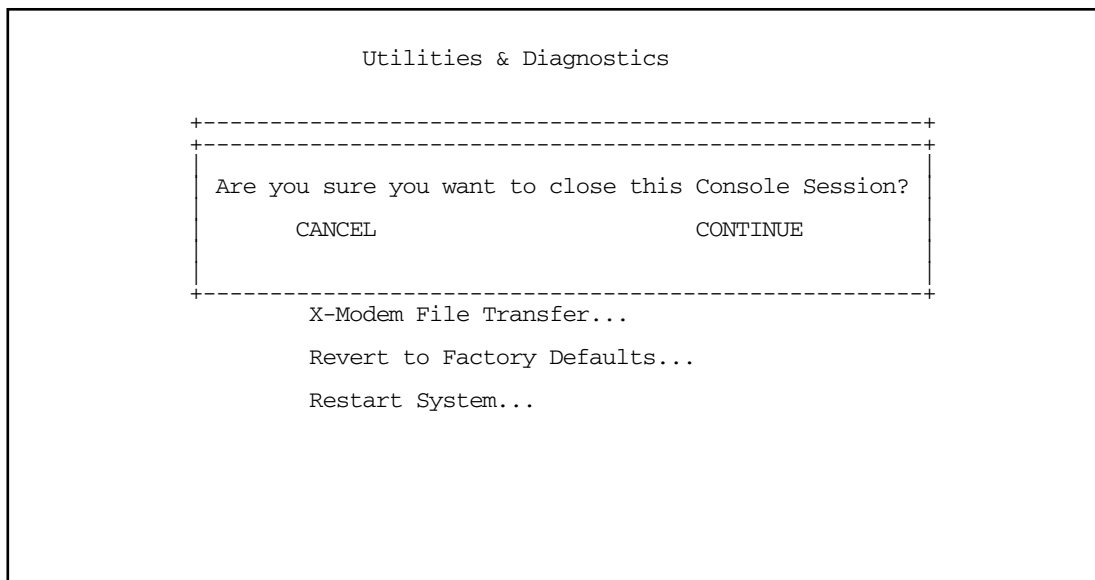 Utilities & Diagnostics
+------------------------------------------------------+
+------------------------------------------------------+
Are you sure you want to close this Console Session?
CANCEL CONTINUE
+------------------------------------------------------+
X-Modem File Transfer...
Revert to Factory Defaults...
Restart System...